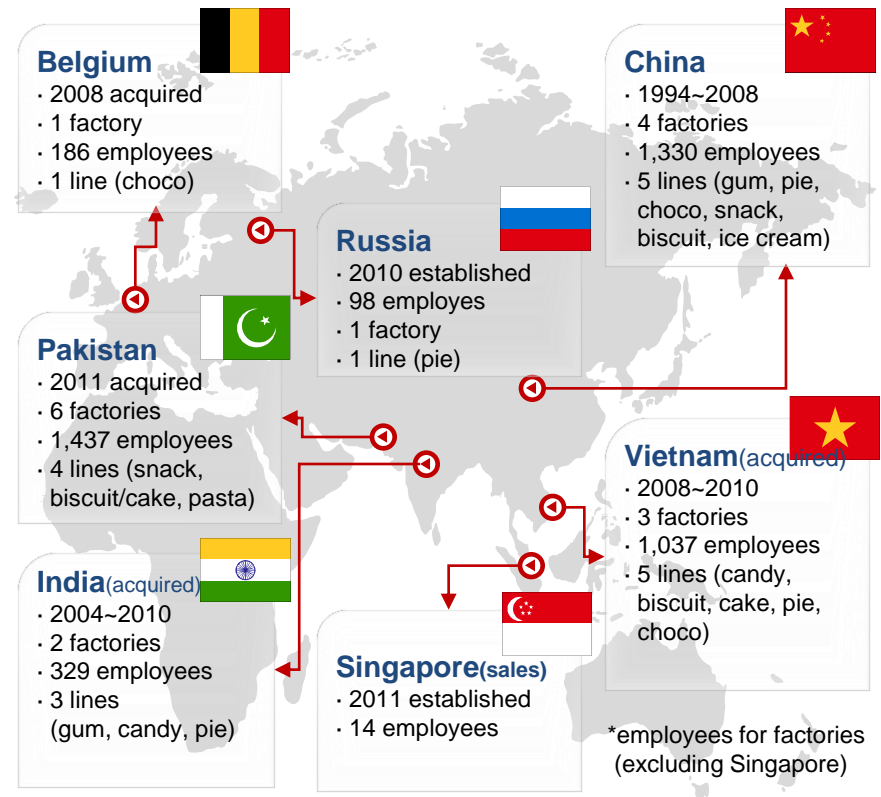 Belgium
· 2008 acquired
· 1 factory
· 186 employees
· 1 line (choco)
China
· 1994~2008
· 4 factories
· 1,330 employees
· 5 lines (gum, pie,
choco, snack,
biscuit, ice cream)
Russia
· 2010 established
· 98 employes
· 1 factory
· 1 line (pie)
Pakistan
· 2011 acquired
· 6 factories
· 1,437 employees
· 4 lines (snack,
biscuit/cake, pasta)
Vietnam(acquired)
· 2008~2010
· 3 factories
· 1,037 employees
· 5 lines (candy,
biscuit, cake, pie,
choco)
India(acquired)
· 2004~2010
· 2 factories
· 329 employees
· 3 lines
(gum, candy, pie)
Singapore(sales)
· 2011 established
· 14 employees
*employees for factories
(excluding Singapore)